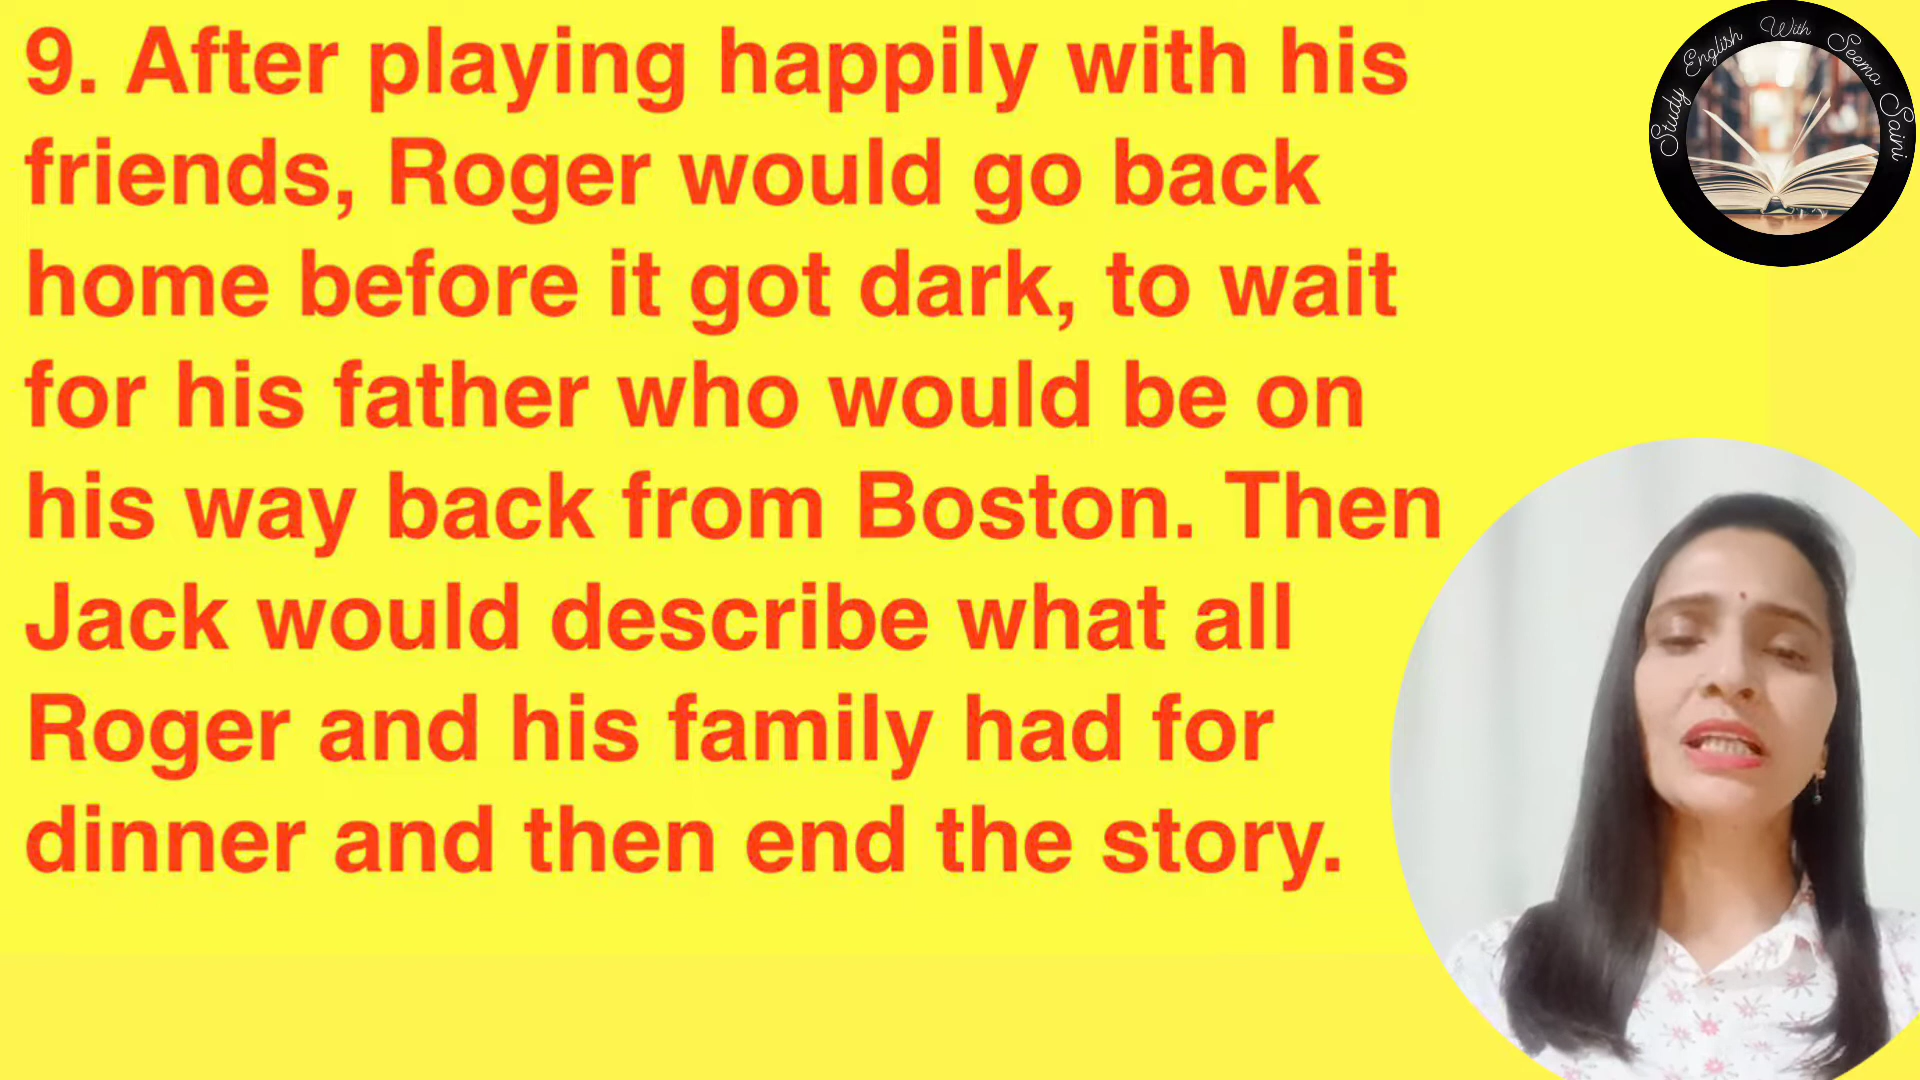 9. After playing happily with his
friends, Roger would go back
home before it got dark, to wait
for his father who would be on
his way back from Boston. Then
Jack would describe what all
Roger and his family had for
dinner and then end the story.
Study English With Seema Saini